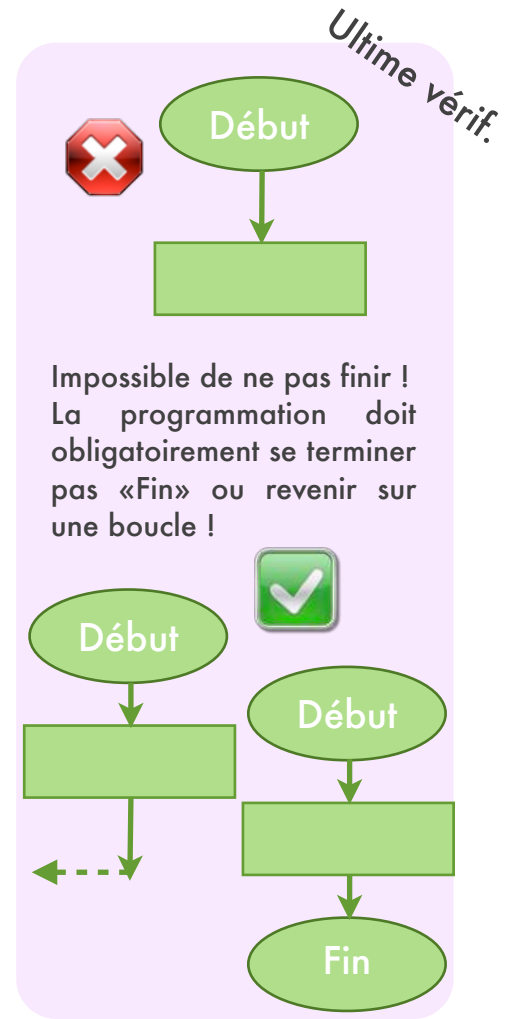 Ultime vérif.
Début
Impossible de ne pas finir !
La programmation doit
obligatoirement se terminer
pas «Fin» ou revenir sur
une boucle !
Début
Début
Fin